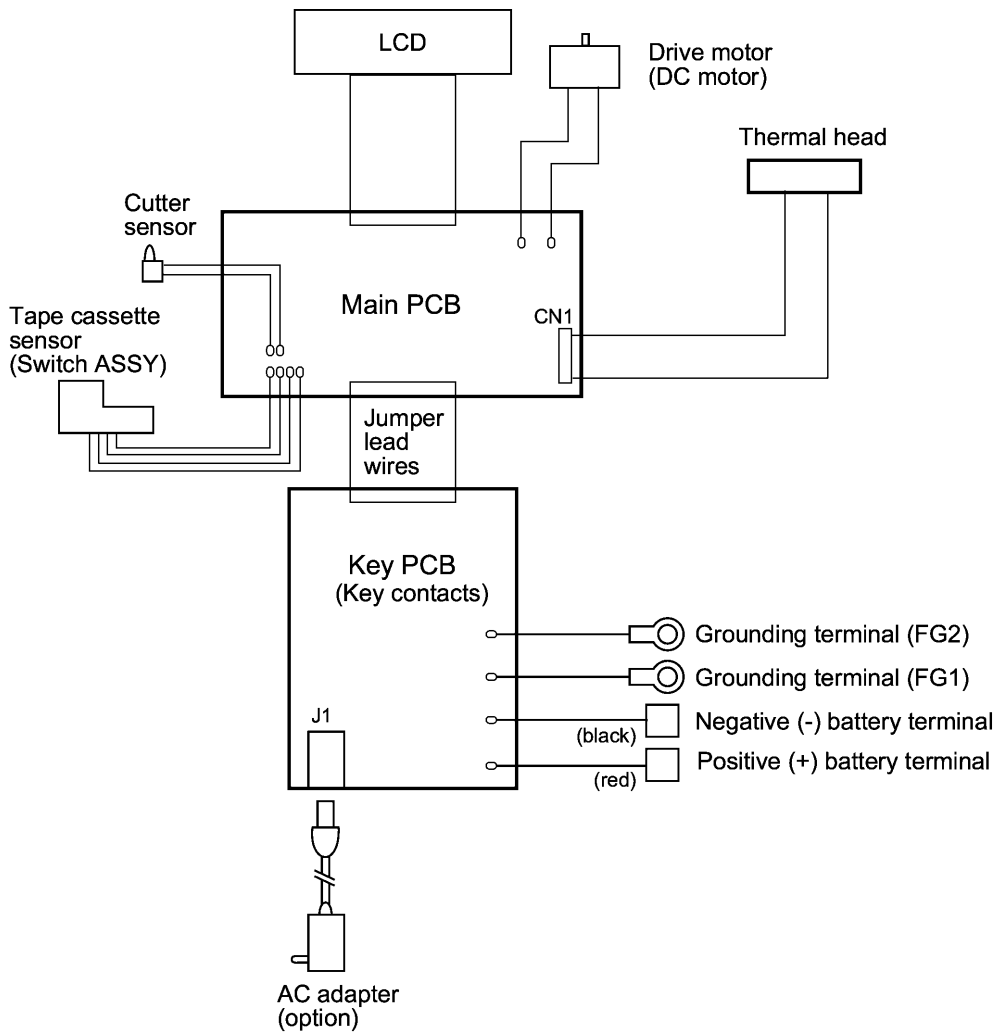 LCD
Drive motor
(DC motor)
Thermal head
Cutter
sensor
Main PCB
CN1
Tape cassette
sensor
(Switch ASSY)
Jumper
lead
wires
Key PCB
(Key contacts)
Grounding terminal (FG2)
Grounding terminal (FG1)
J1
Negative (-) battery terminal
(black)
Positive (+) battery terminal
(red)
AC adapter
(option)